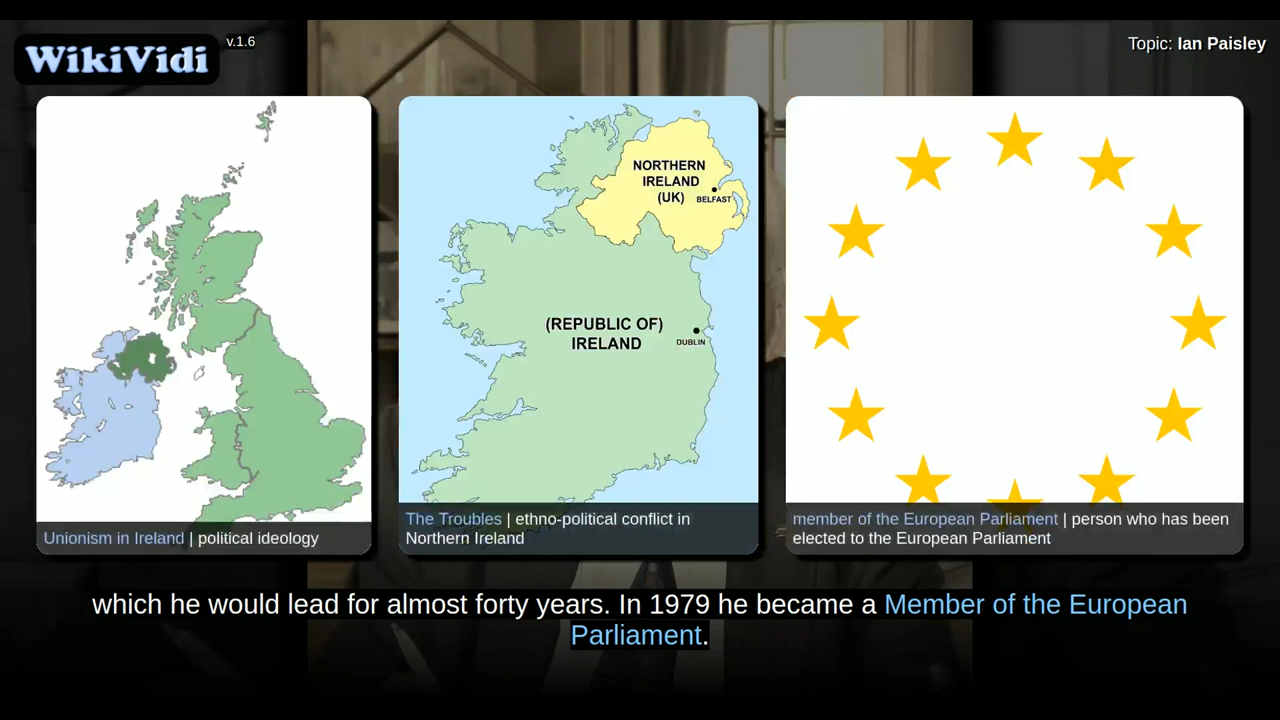 WikiVidi
v.1.6
Topic: Ian Paisley
Unionism in Ireland | political ideology
NORTHERN
IRELAND
(UK)
BELFAST
(REPUBLIC OF)
IRELAND
DUBLIN
The Troubles | ethno-political conflict in
Northern Ireland
member of the European Parliament | person who has been
elected to the European Parliament
which he would lead for almost forty years. In 1979 he became a Member of the European
Parliament.